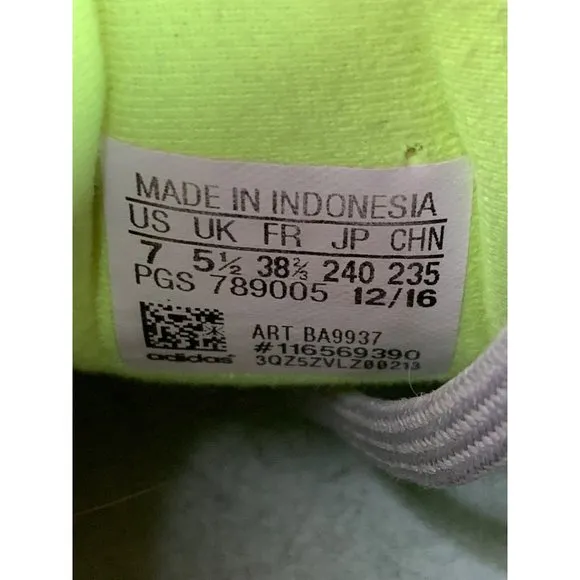 MADE IN INDONESIA
US UK FR JP CHN
7 5½ 38⅔ 240 235
PGS 789005 12/16
ART BA9937
#116569390
adidas 3QZ5ZVLZ00213